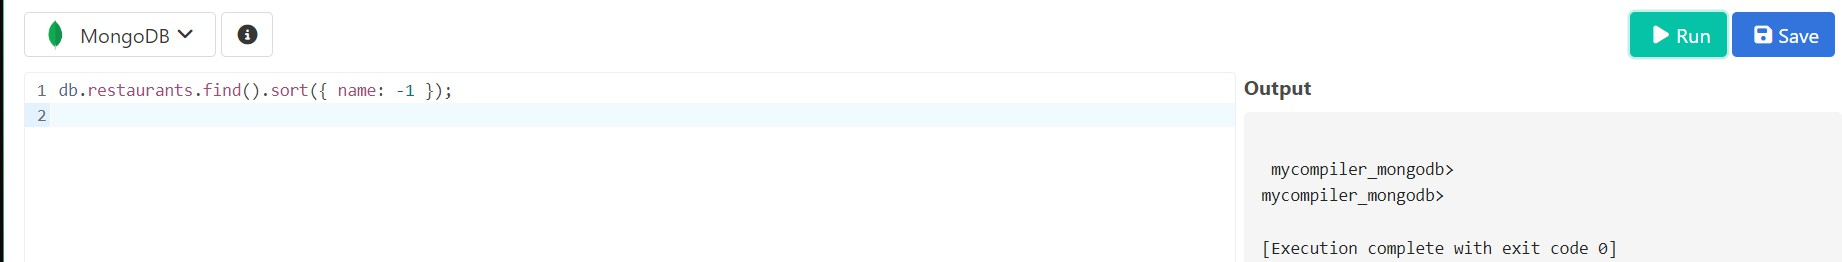 MongoDB
Run
Save
1 db.restaurants.find().sort({ name: -1 });
2
Output
mycompiler_mongodb>
mycompiler_mongodb>
[Execution complete with exit code 0]